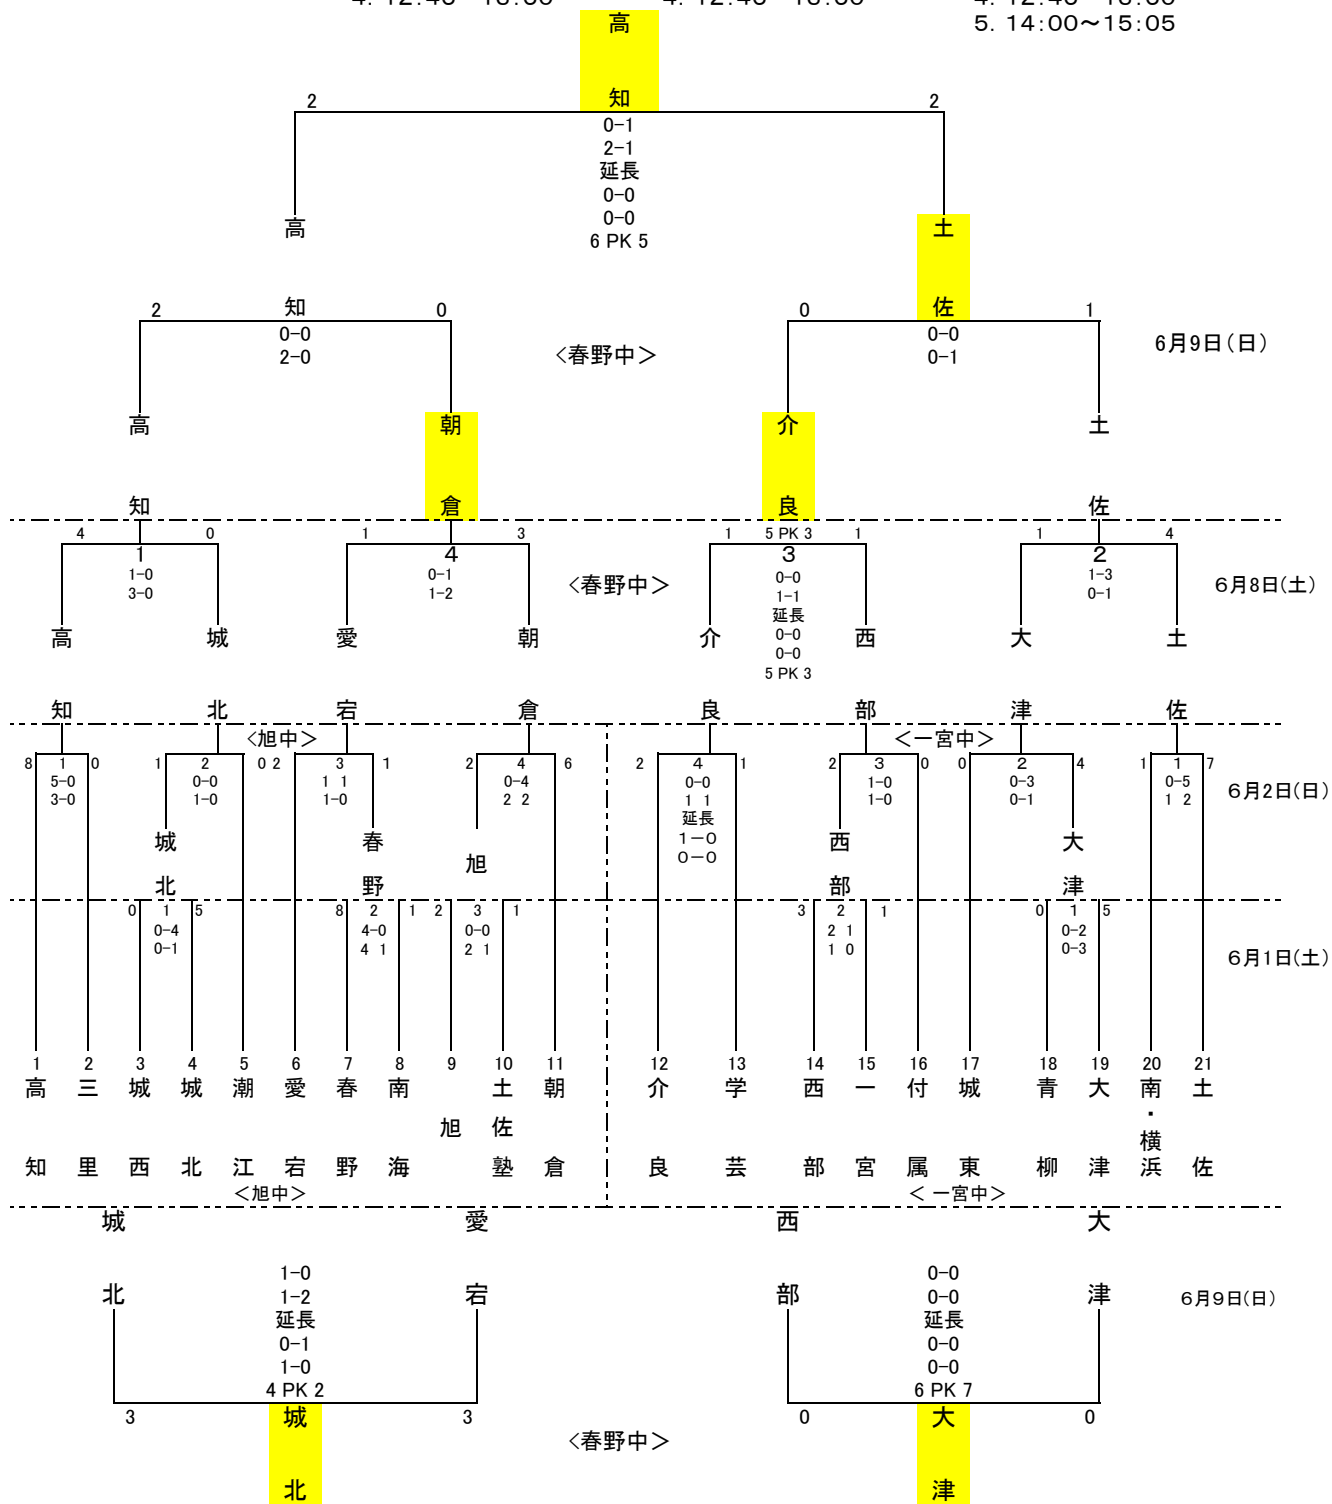 5. 14:00～15:05
高知
2 2
0-1
2-1
延長
0-0
0-0
6 PK 5
高知 土佐
2 0 0 1
0-0 0-0
2-0 0-1
＜春野中＞ 6月9日（日）
高知 朝倉 介良 土佐
4 0 1 3 1 5 PK 3 1 1 4
1 4 3 2
1-0 0-1 0-0 1-3
3-0 1-2 1-1 0-1
延長
0-0
0-0
5 PK 3
＜春野中＞ 6月8日(土)
高知 城北 愛宕 朝倉 介良 西部 大津 土佐
＜旭中＞ ＜一宮中＞
8 1 0 1 2 0 2 3 1 2 4 6 2 4 1 2 3 0 0 2 4 1 1 7
5-0 0-0 1 1 0-4 0-0 1-0 0-3 0-5
3-0 1-0 1-0 2 2 1 1 1-0 0-1 1 2
延長
1－0
0－0
6月2日(日)
城北 春野 旭 西部 大津
0 1 5 8 2 1 2 3 1 3 2 1 0 1 5
0-4 4-0 0-0 2 1 0-2
0-1 4 1 2 1 1 0 0-3
6月1日(土)
1 2 3 4 5 6 7 8 9 10 11 12 13 14 15 16 17 18 19 20 21
高知 三里 城西 城北 潮江 愛宕 春野 南海 旭 土佐塾 朝倉 介良 学芸 西部 一宮 付属 城東 青柳 大津 南・横浜 土佐
＜旭中＞ ＜一宮中＞
城北 愛宕 西部 大津
1-0 0-0
1-2 0-0
延長 延長
0-1 0-0
1-0 0-0
4 PK 2 6 PK 7
6月9日(日)
3 3 0 0
城北 大津
＜春野中＞